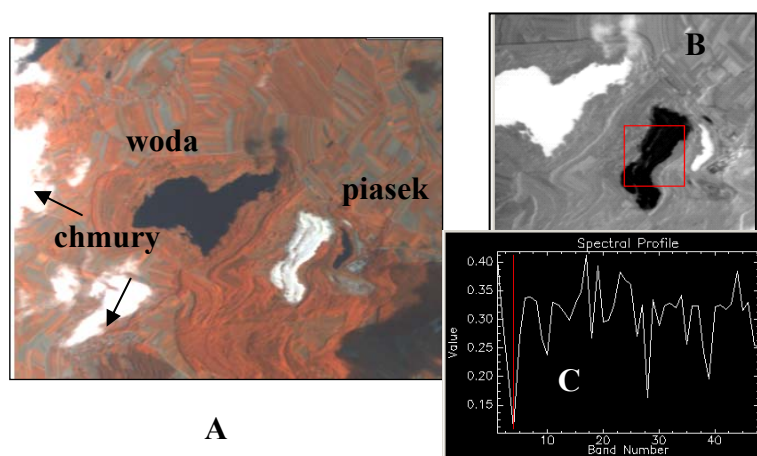 woda
piasek
chmury
A
B
Spectral Profile
Value
0.40
0.35
0.30
0.25
0.20
0.15
C
10
20
30
40
Band Number